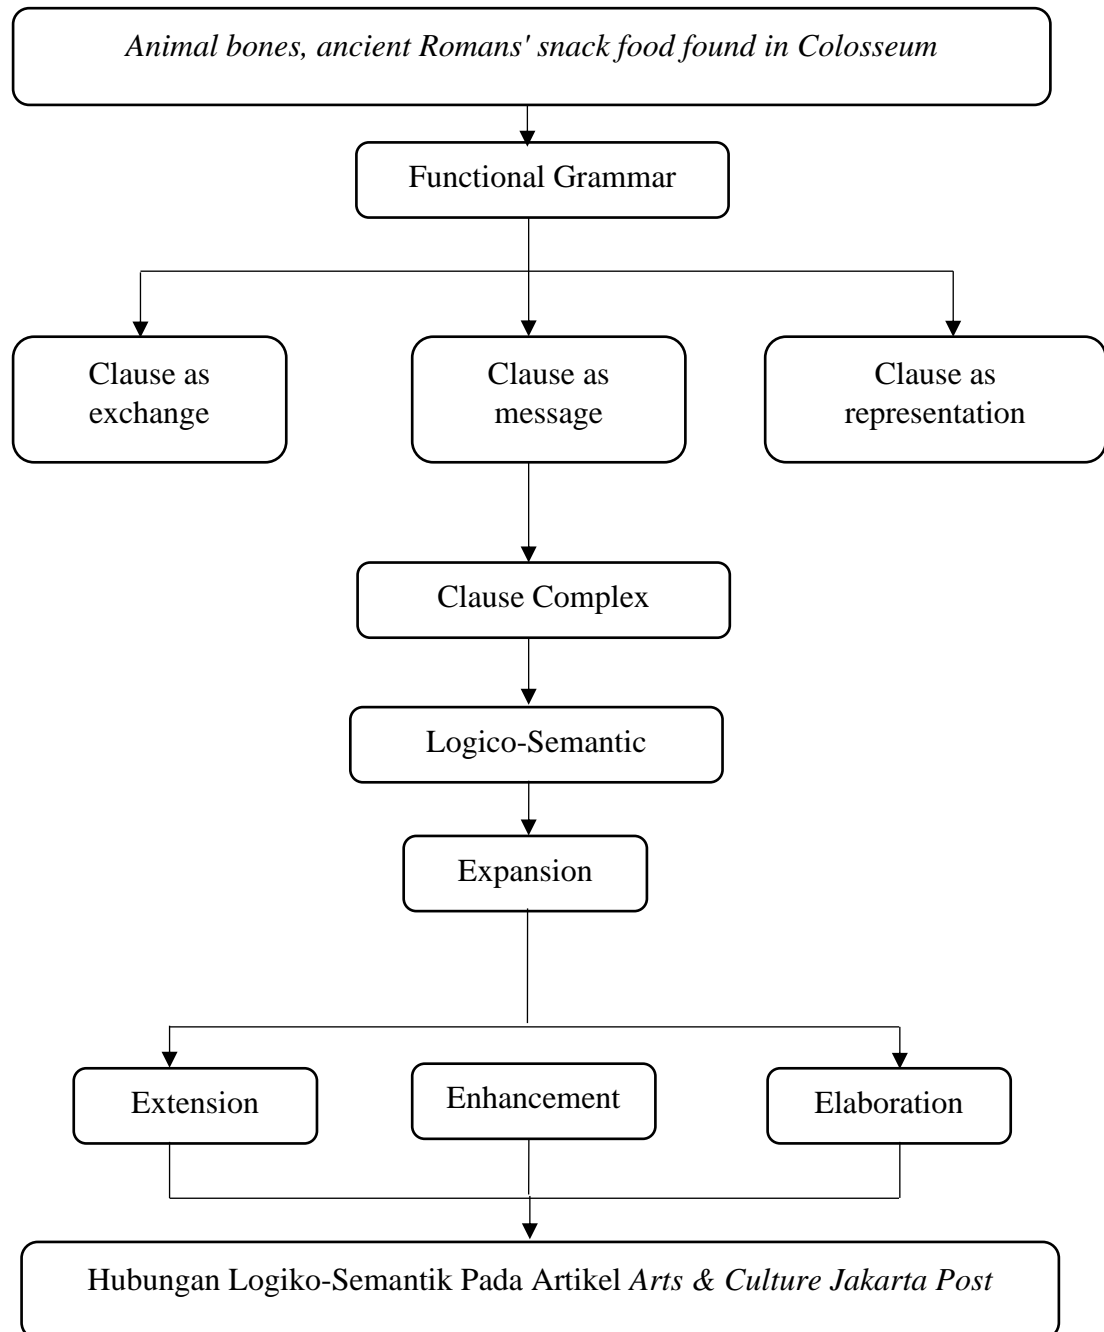 Animal bones, ancient Romans' snack food found in Colosseum
Functional Grammar
Clause as
exchange
Clause as
message
Clause as
representation
Clause Complex
Logico-Semantic
Expansion
Extension
Enhancement
Elaboration
Hubungan Logiko-Semantik Pada Artikel Arts & Culture Jakarta Post